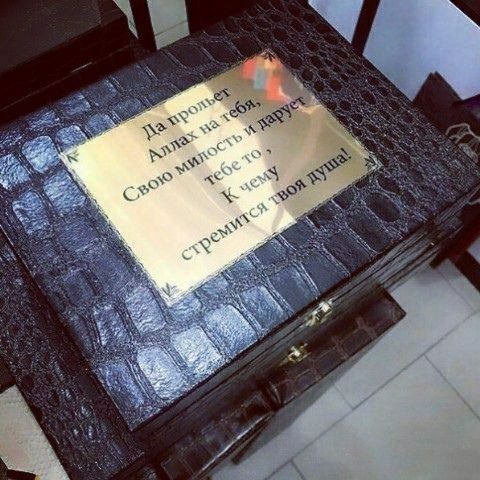 Да прольет
Аллах на тебя,
Свою милость и дарует
тебе то ,
К чему
стремится твоя душа!